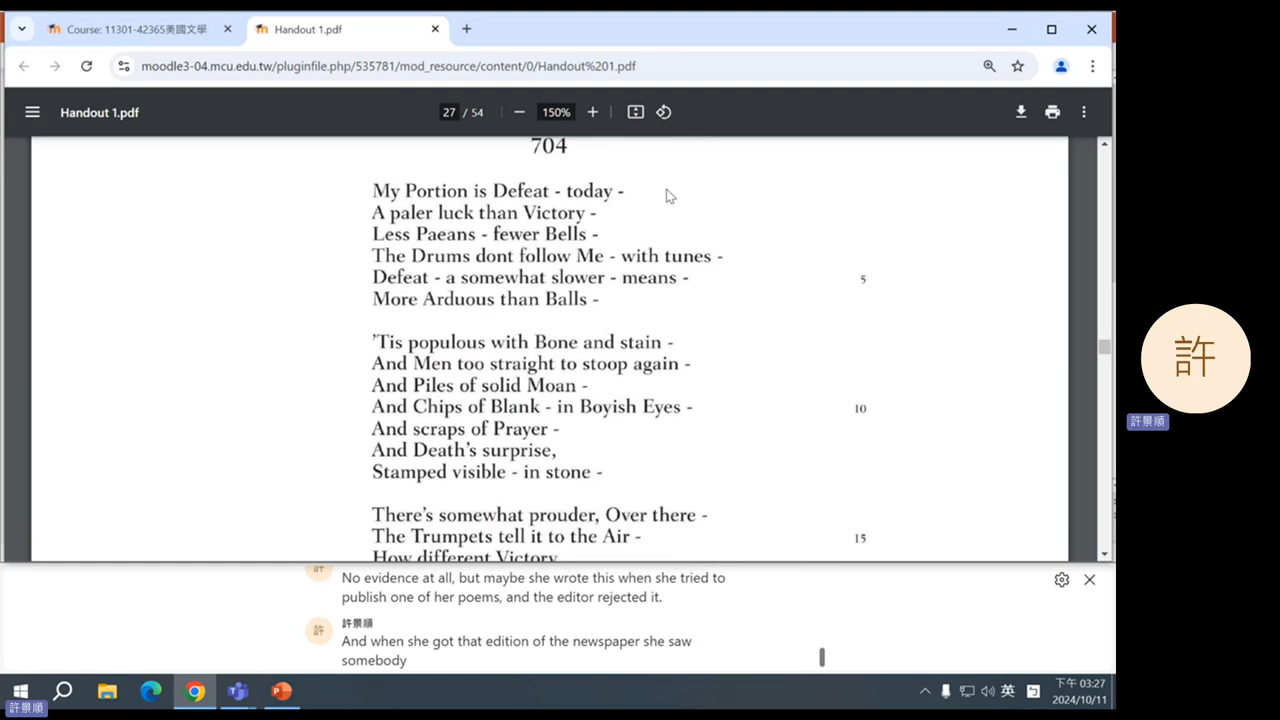 Course: 11301-42365美國文學
Handout 1.pdf
moodle3-04.mcu.edu.tw/pluginfile.php/535781/mod_resource/content/0/Handout%201.pdf
Handout 1.pdf
27 / 54
150%
704
My Portion is Defeat - today -
A paler luck than Victory -
Less Paeans - fewer Bells -
The Drums dont follow Me - with tunes -
Defeat - a somewhat slower - means - 5
More Arduous than Balls -
'Tis populous with Bone and stain -
And Men too straight to stoop again -
And Piles of solid Moan -
And Chips of Blank - in Boyish Eyes - 10
And scraps of Prayer -
And Death's surprise,
Stamped visible - in stone -
There's somewhat prouder, Over there -
The Trumpets tell it to the Air - 15
How different Victory
許
許景順
許
No evidence at all, but maybe she wrote this when she tried to
publish one of her poems, and the editor rejected it.
許
許景順
And when she got that edition of the newspaper she saw
somebody
英
ㄅ
下午 03:27
2024/10/11
許景順